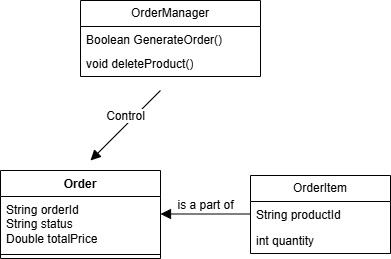 OrderManager
Boolean GenerateOrder()
void deleteProduct()
Control
Order
String orderId
String status
Double totalPrice
is a part of
OrderItem
String productId
int quantity